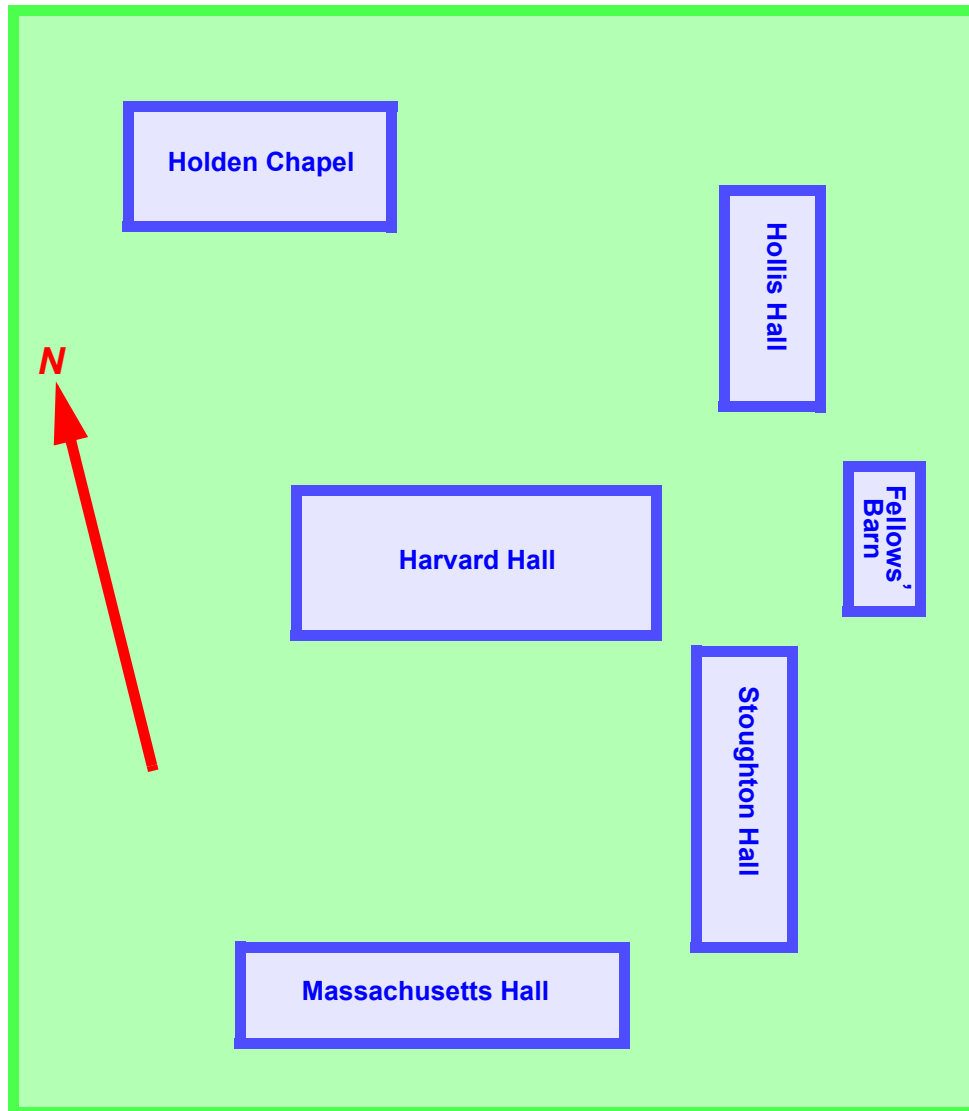 Holden Chapel
Hollis Hall
N
Harvard Hall
Fellows’
Barn
Stoughton Hall
Massachusetts Hall